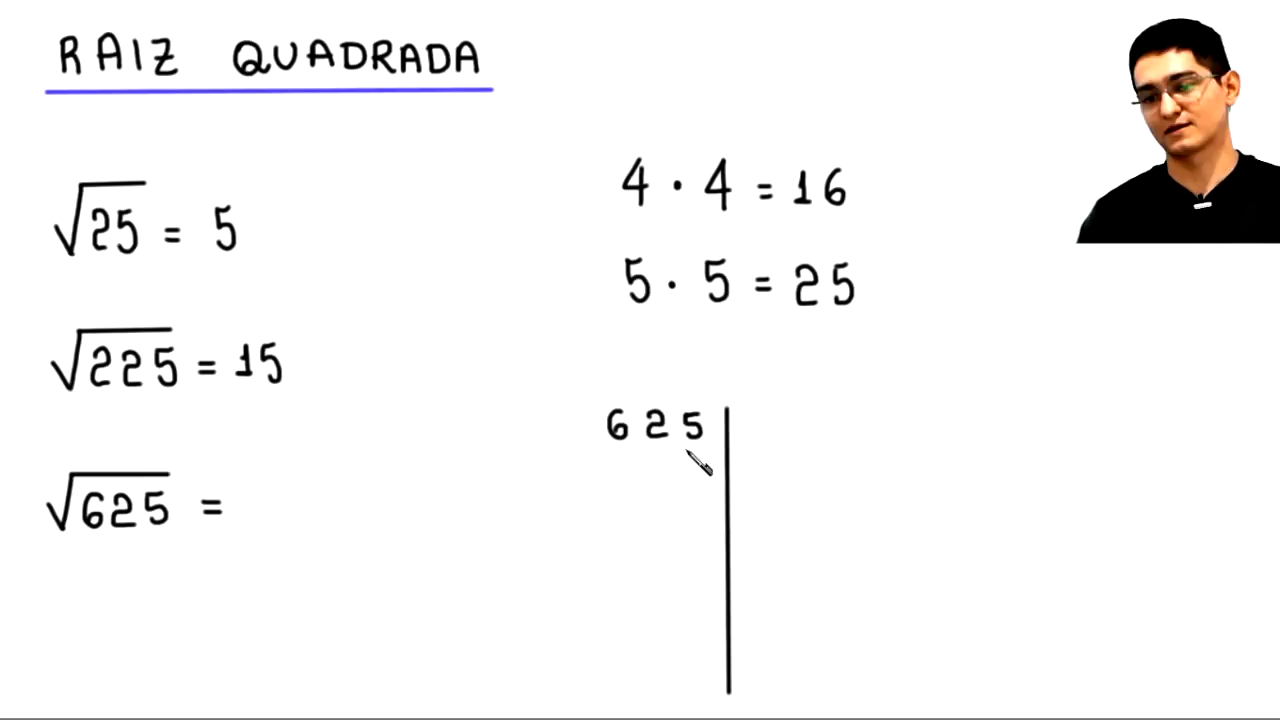 RAIZ QUADRADA
√25 = 5
√225 = 15
√625 =
4 · 4 = 16
5 · 5 = 25
625